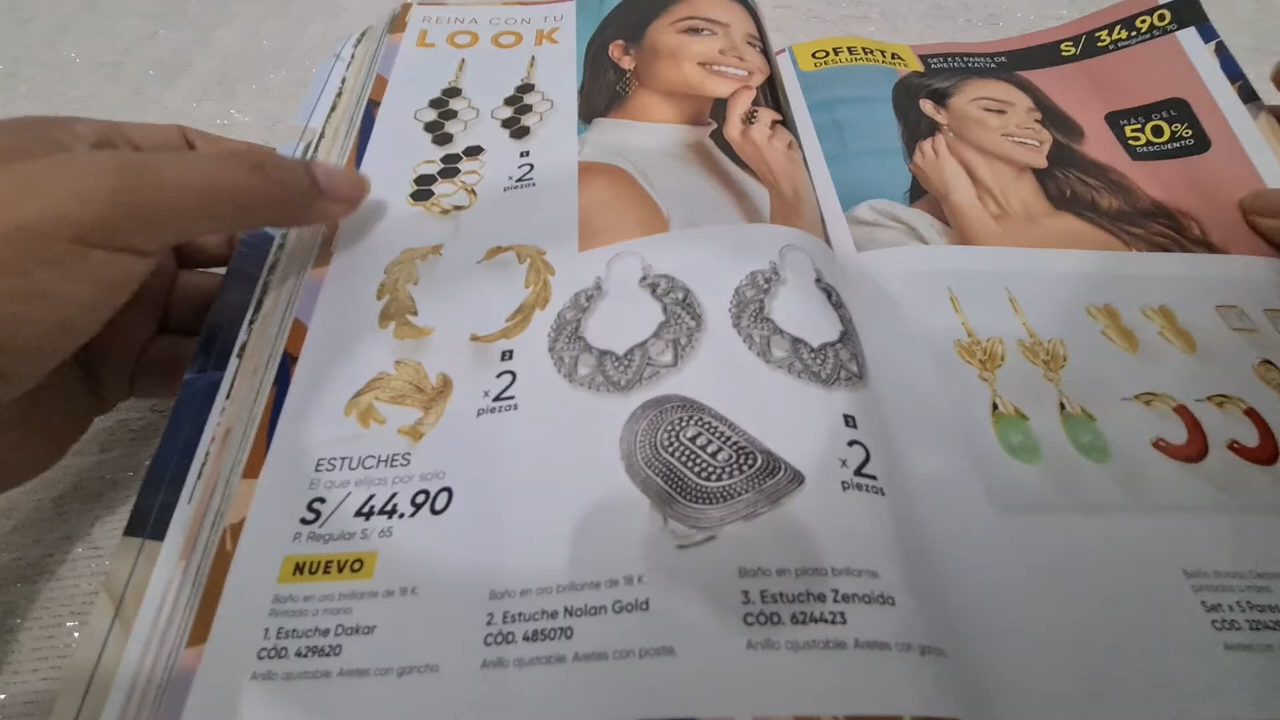 REINA CON TU
LOOK
1
x2
piezas
2
x2
piezas
3
x2
piezas
ESTUCHES
El que elijas por solo
S/ 44.90
P. Regular S/ 65
NUEVO
Baño en oro brillante de 18 K.
Pintado a mano.
1. Estuche Dakar
CÓD. 429620
Anillo ajustable. Aretes con gancho.
Baño en oro brillante de 18 K.
2. Estuche Nolan Gold
CÓD. 485070
Anillo ajustable. Aretes con poste.
Baño en plata brillante.
3. Estuche Zenaida
CÓD. 624423
Anillo ajustable. Aretes con
OFERTA
DESLUMBRANTE
SET X 5 PARES DE
ARETES KATYA
S/ 34.90
P. Regular S/ 70
MÁS DEL
50%
DESCUENTO
Set x 5 Pares
CÓD.